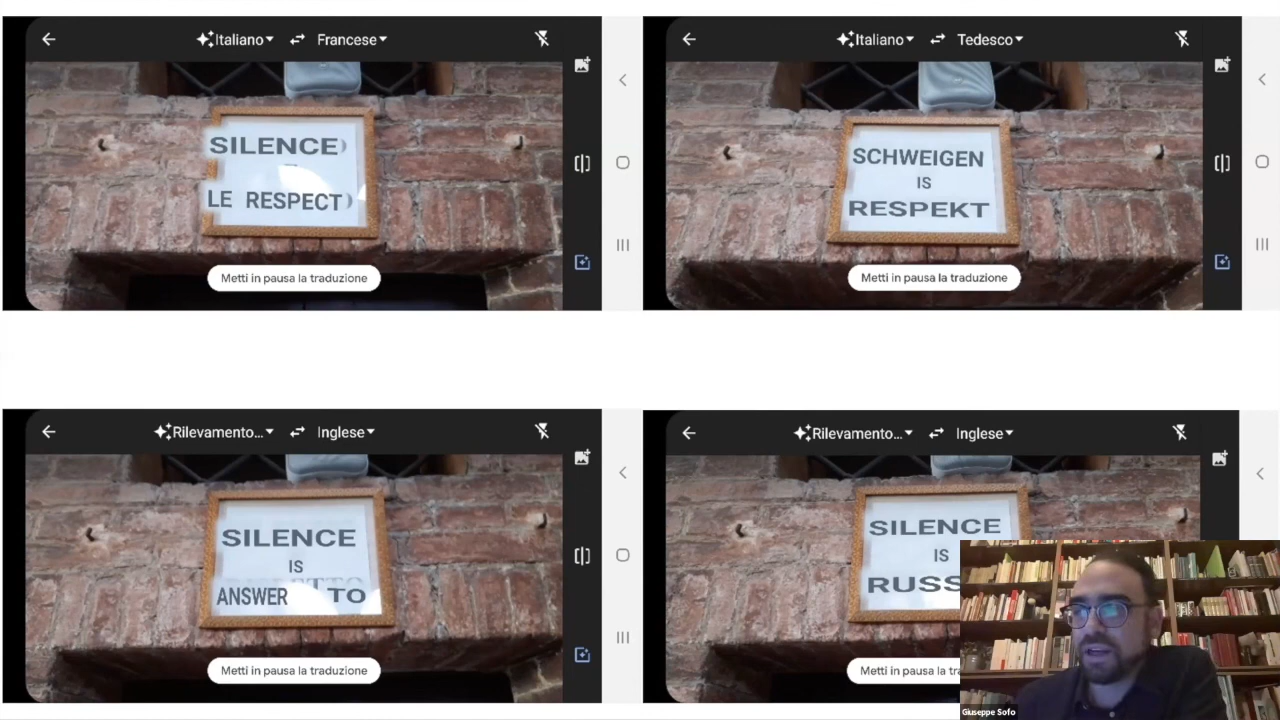 Italiano Francese
SILENCE
LE RESPECT
Metti in pausa la traduzione
Italiano Tedesco
SCHWEIGEN
IS
RESPEKT
Metti in pausa la traduzione
Rilevamento... Inglese
SILENCE
IS
ANSWER TO
Metti in pausa la traduzione
Rilevamento... Inglese
SILENCE
IS
RUSS
Metti in pausa la tra
Giuseppe Sofo